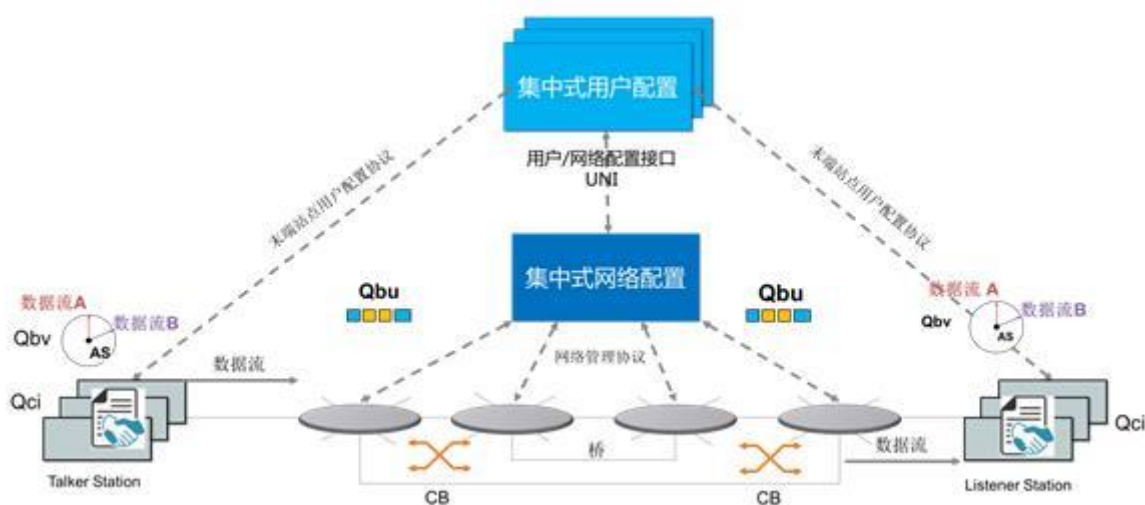 集中式用户配置
用户/网络配置接口
UNI
末端站点用户配置协议
末端站点用户配置协议
集中式网络配置
Qbu
Qbu
数据流A
数据流B
Qbv
AS
数据流 A
数据流B
Qbv
AS
网络管理协议
数据流
Qci
Qci
桥
数据流
CB
CB
Talker Station
Listener Station